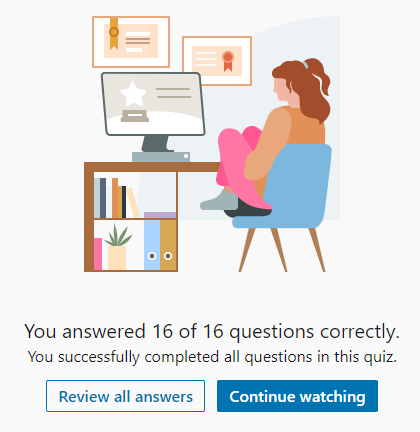 You answered 16 of 16 questions correctly.
You successfully completed all questions in this quiz.
Review all answers
Continue watching